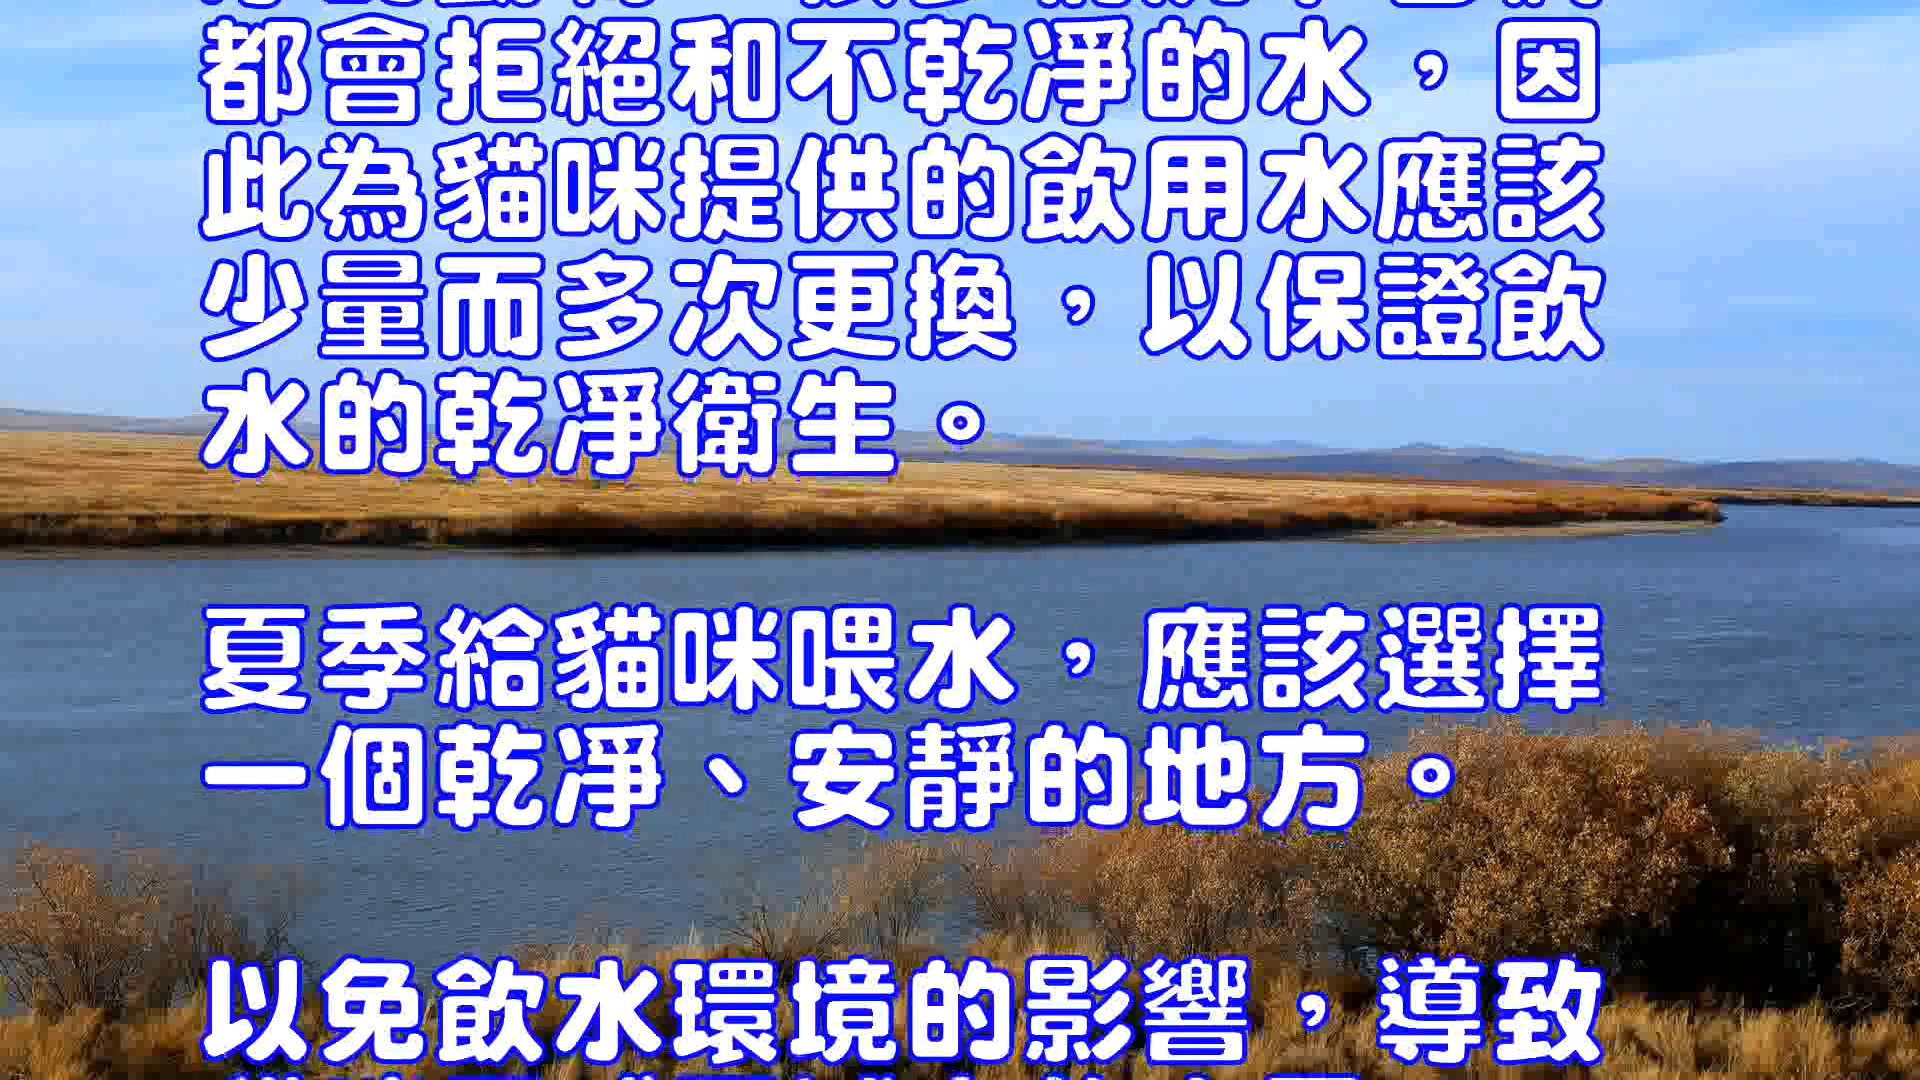 都會拒絕和不乾淨的水，因
此為貓咪提供的飲用水應該
少量而多次更換，以保證飲
水的乾淨衛生。
夏季給貓咪喂水，應該選擇
一個乾淨、安靜的地方。
以免飲水環境的影響，導致